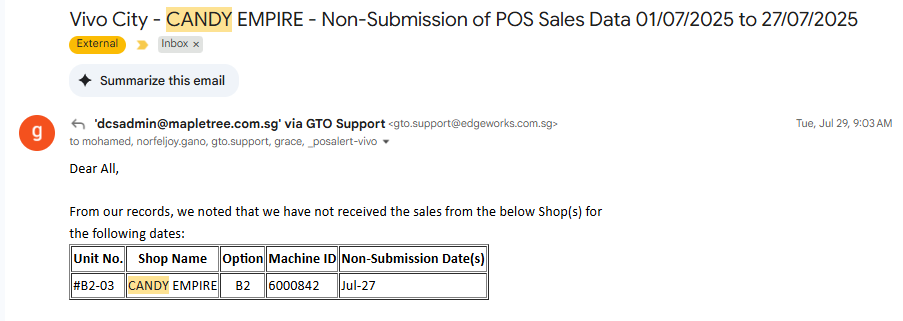 Vivo City - CANDY EMPIRE - Non-Submission of POS Sales Data 01/07/2025 to 27/07/2025
External
Inbox ×
Summarize this email
g
'dcsadmin@mapletree.com.sg' via GTO Support <gto.support@edgeworks.com.sg>
Tue, Jul 29, 9:03 AM
to mohamed, norfeljoy.gano, gto.support, grace, _posalert-vivo
Dear All,
From our records, we noted that we have not received the sales from the below Shop(s) for
the following dates:
Unit No. Shop Name Option Machine ID Non-Submission Date(s)
#B2-03 CANDY EMPIRE B2 6000842 Jul-27